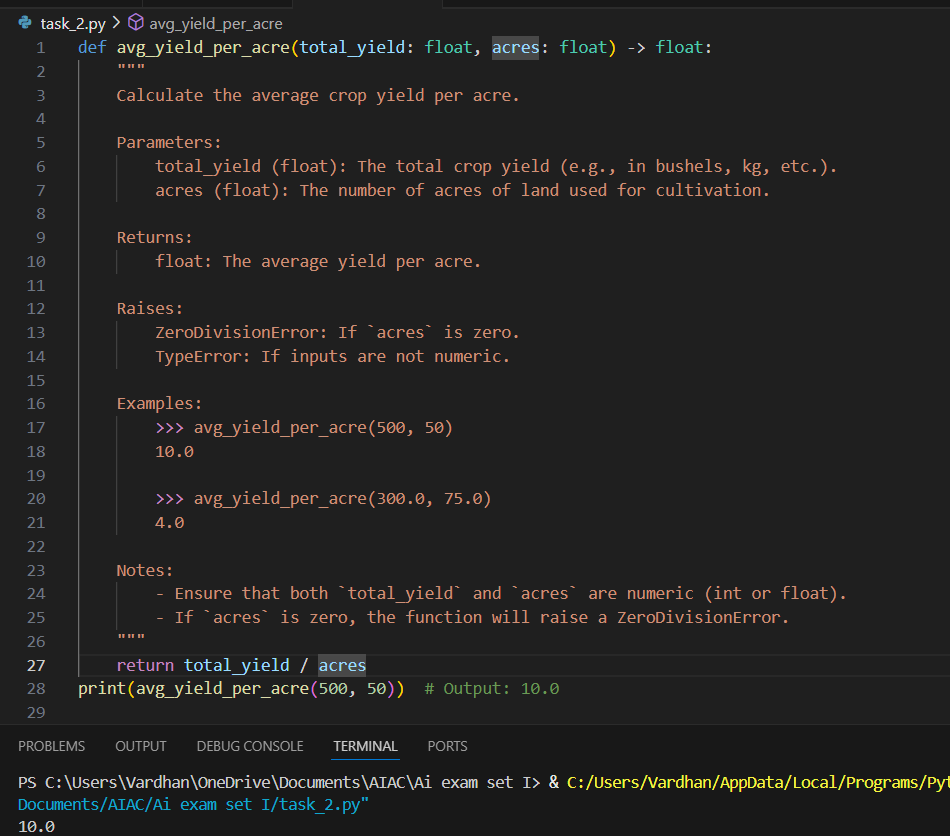 task_2.py > avg_yield_per_acre
1 def avg_yield_per_acre(total_yield: float, acres: float) -> float:
2 """
3 Calculate the average crop yield per acre.
4
5 Parameters:
6 total_yield (float): The total crop yield (e.g., in bushels, kg, etc.).
7 acres (float): The number of acres of land used for cultivation.
8
9 Returns:
10 float: The average yield per acre.
11
12 Raises:
13 ZeroDivisionError: If `acres` is zero.
14 TypeError: If inputs are not numeric.
15
16 Examples:
17 >>> avg_yield_per_acre(500, 50)
18 10.0
19
20 >>> avg_yield_per_acre(300.0, 75.0)
21 4.0
22
23 Notes:
24 - Ensure that both `total_yield` and `acres` are numeric (int or float).
25 - If `acres` is zero, the function will raise a ZeroDivisionError.
26 """
27 return total_yield / acres
28 print(avg_yield_per_acre(500, 50)) # Output: 10.0
29
PROBLEMS OUTPUT DEBUG CONSOLE TERMINAL PORTS
PS C:\Users\Vardhan\OneDrive\Documents\AIAC\Ai exam set I> & C:/Users/Vardhan/AppData/Local/Programs/Pyt
Documents/AIAC/Ai exam set I/task_2.py"
10.0